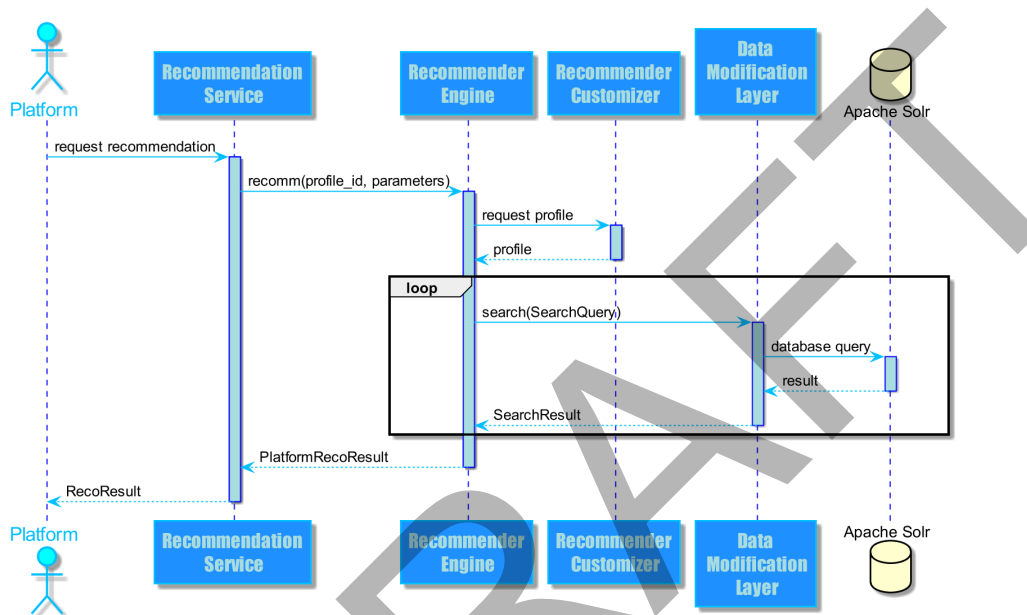 Platform
Recommendation
Service
Recommender
Engine
Recommender
Customizer
Data
Modification
Layer
Apache Solr
request recommendation
recomm(profile_id, parameters)
request profile
profile
loop
search(SearchQuery)
database query
result
SearchResult
PlatformRecoResult
RecoResult
Platform
Recommendation
Service
Recommender
Engine
Recommender
Customizer
Data
Modification
Layer
Apache Solr
RAFT